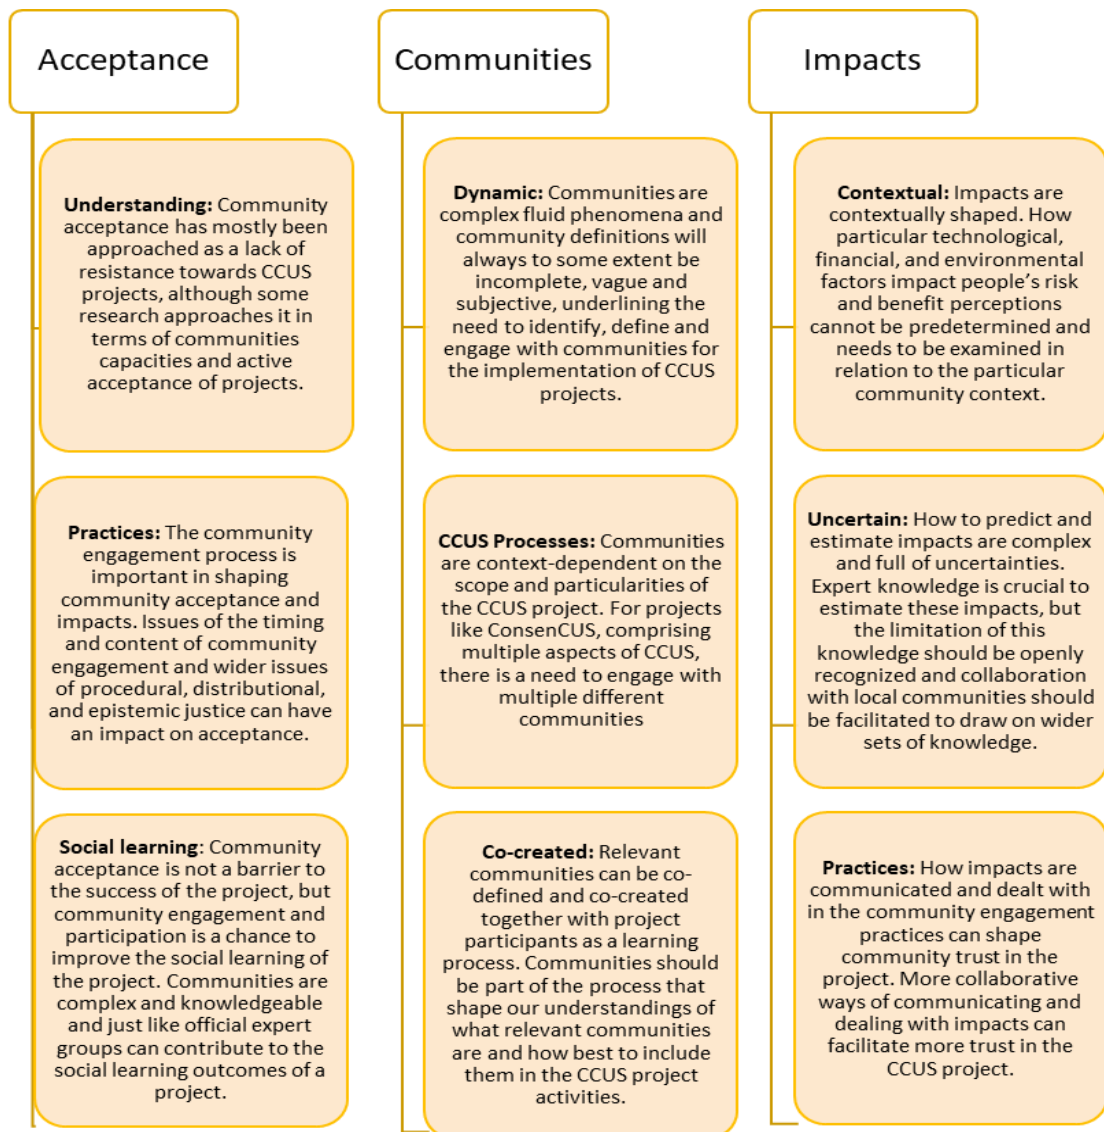 Acceptance
Understanding: Community
acceptance has mostly been
approached as a lack of
resistance towards CCUS
projects, although some
research approaches it in
terms of communities
capacities and active
acceptance of projects.
Practices: The community
engagement process is
important in shaping
community acceptance and
impacts. Issues of the timing
and content of community
engagement and wider issues
of procedural, distributional,
and epistemic justice can have
an impact on acceptance.
Social learning: Community
acceptance is not a barrier to
the success of the project, but
community engagement and
participation is a chance to
improve the social learning of
the project. Communities are
complex and knowledgeable
and just like official expert
groups can contribute to the
social learning outcomes of a
project.
Communities
Dynamic: Communities are
complex fluid phenomena and
community definitions will
always to some extent be
incomplete, vague and
subjective, underlining the
need to identify, define and
engage with communities for
the implementation of CCUS
projects.
CCUS Processes: Communities
are context-dependent on the
scope and particularities of
the CCUS project. For projects
like ConsenCUS, comprising
multiple aspects of CCUS,
there is a need to engage with
multiple different
communities
Co-created: Relevant
communities can be co-
defined and co-created
together with project
participants as a learning
process. Communities should
be part of the process that
shape our understandings of
what relevant communities
are and how best to include
them in the CCUS project
activities.
Impacts
Contextual: Impacts are
contextually shaped. How
particular technological,
financial, and environmental
factors impact people’s risk
and benefit perceptions
cannot be predetermined and
needs to be examined in
relation to the particular
community context.
Uncertain: How to predict and
estimate impacts are complex
and full of uncertainties.
Expert knowledge is crucial to
estimate these impacts, but
the limitation of this
knowledge should be openly
recognized and collaboration
with local communities should
be facilitated to draw on wider
sets of knowledge.
Practices: How impacts are
communicated and dealt with
in the community engagement
practices can shape
community trust in the
project. More collaborative
ways of communicating and
dealing with impacts can
facilitate more trust in the
CCUS project.